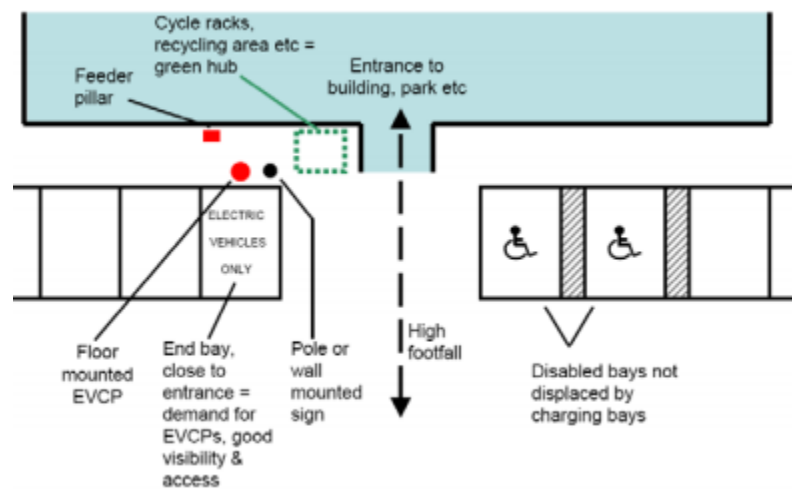 Cycle racks,
recycling area etc =
green hub
Feeder
pillar
Entrance to
building, park etc
ELECTRIC
VEHICLES
ONLY
Floor
mounted
EVCP
End bay,
close to
entrance =
demand for
EVCPs, good
visibility &
access
Pole or
wall
mounted
sign
High
footfall
Disabled bays not
displaced by
charging bays